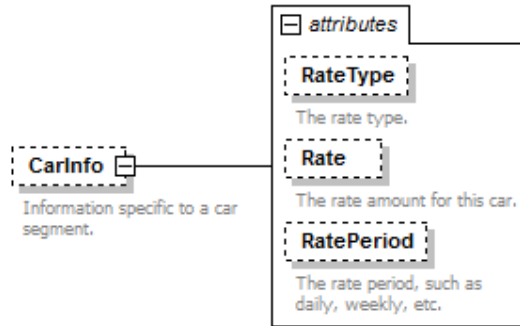 attributes
RateType
The rate type.
Rate
The rate amount for this car.
CarInfo
Information specific to a car
segment.
RatePeriod
The rate period, such as
daily, weekly, etc.